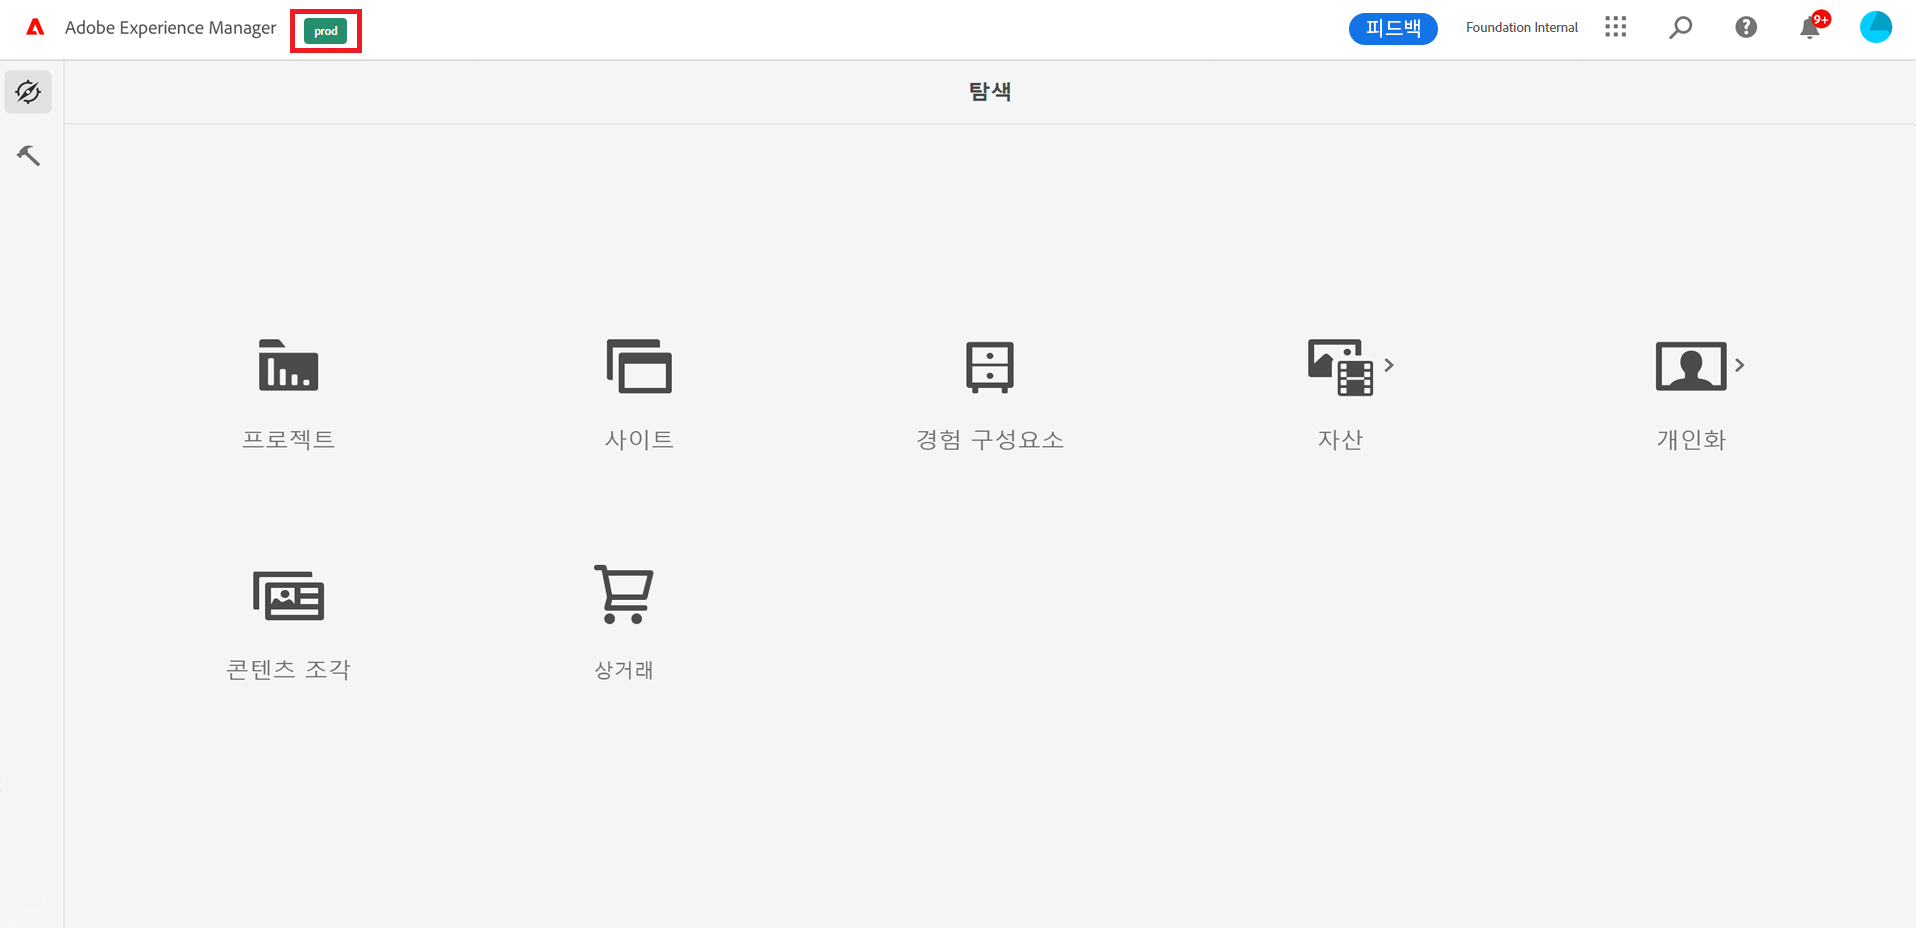 Adobe Experience Manager
prod
피드백
Foundation Internal
9+
탐색
프로젝트
사이트
경험 구성요소
자산
개인화
콘텐츠 조각
상거래